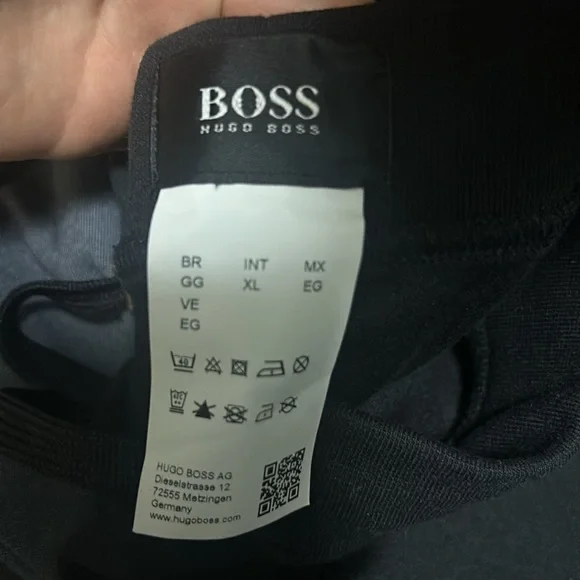 BOSS
HUGO BOSS
BR INT MX
GG XL EG
VE
EG
40
HUGO BOSS AG
Dieselstrasse 12
72555 Metzingen
Germany
www.hugoboss.com